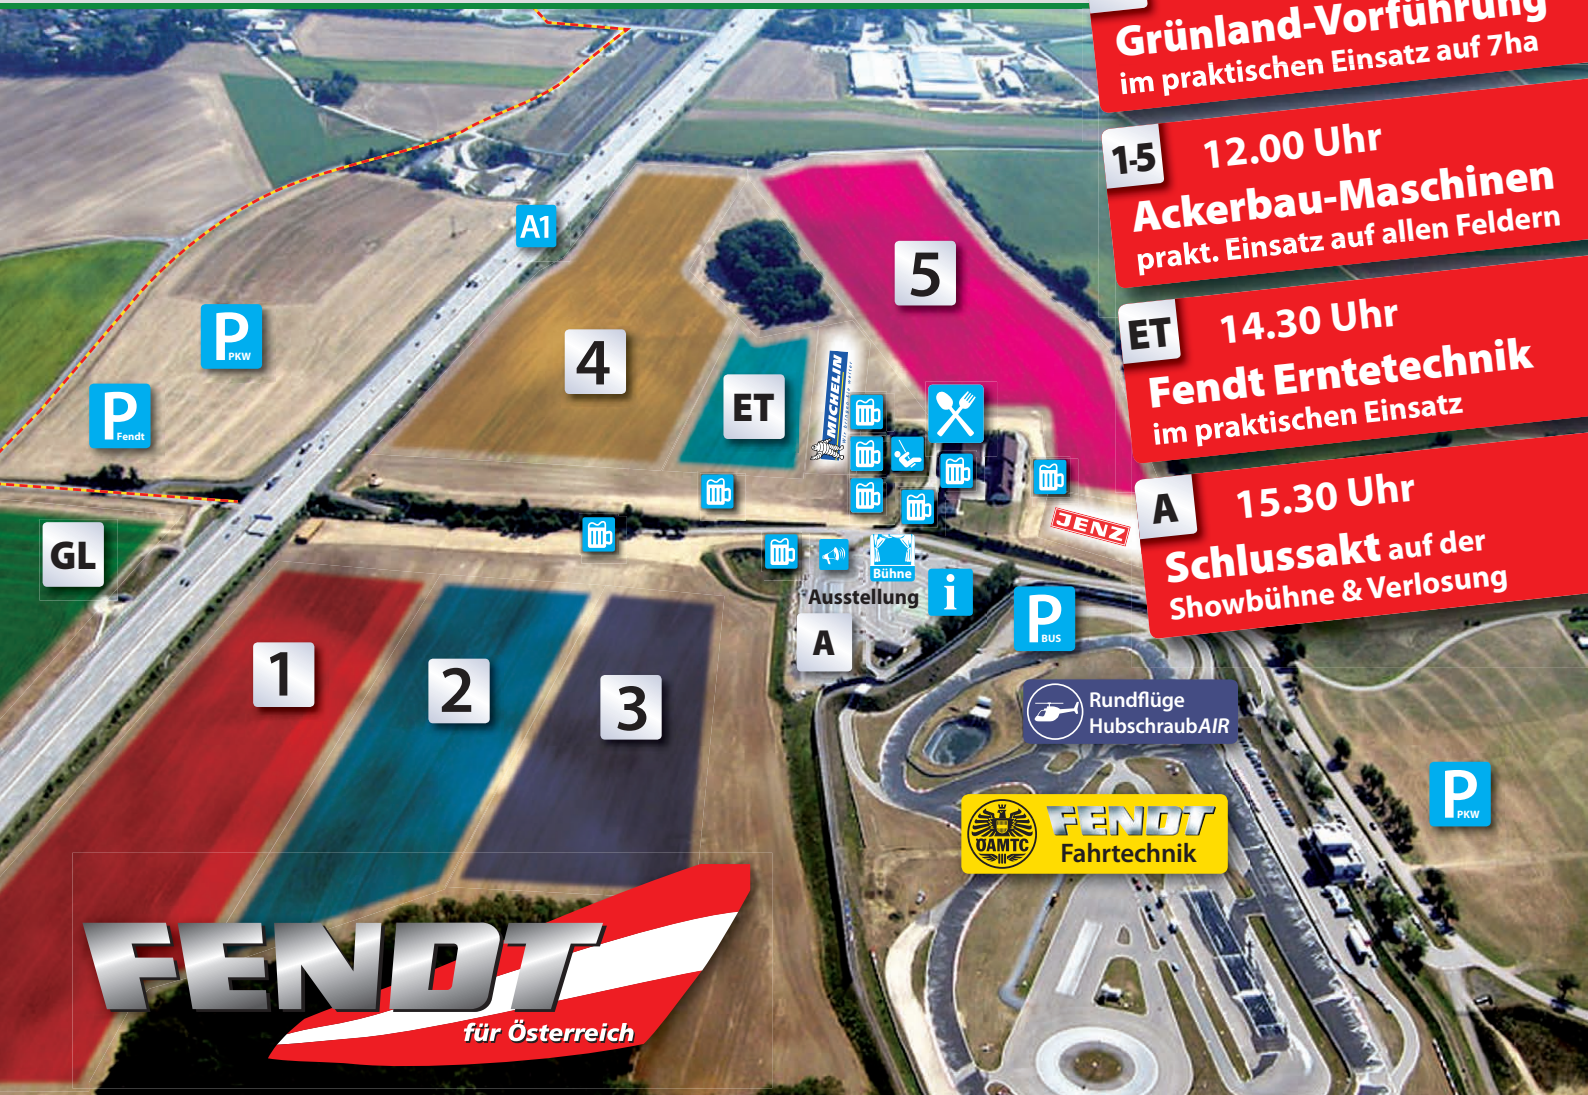 Grünland-Vorführung
im praktischen Einsatz auf 7ha
1-5 12.00 Uhr
Ackerbau-Maschinen
prakt. Einsatz auf allen Feldern
ET 14.30 Uhr
Fendt Erntetechnik
im praktischen Einsatz
A 15.30 Uhr
Schlussakt auf der
Showbühne & Verlosung
A1
5
P
PKW
4
P
Fendt
ET
MICHELIN
JENZ
GL
Bühne
Ausstellung
i
P
BUS
A
1
2
3
Rundflüge
HubschraubAIR
P
PKW
ÖAMTC
FENDT
Fahrtechnik
FENDT
für Österreich